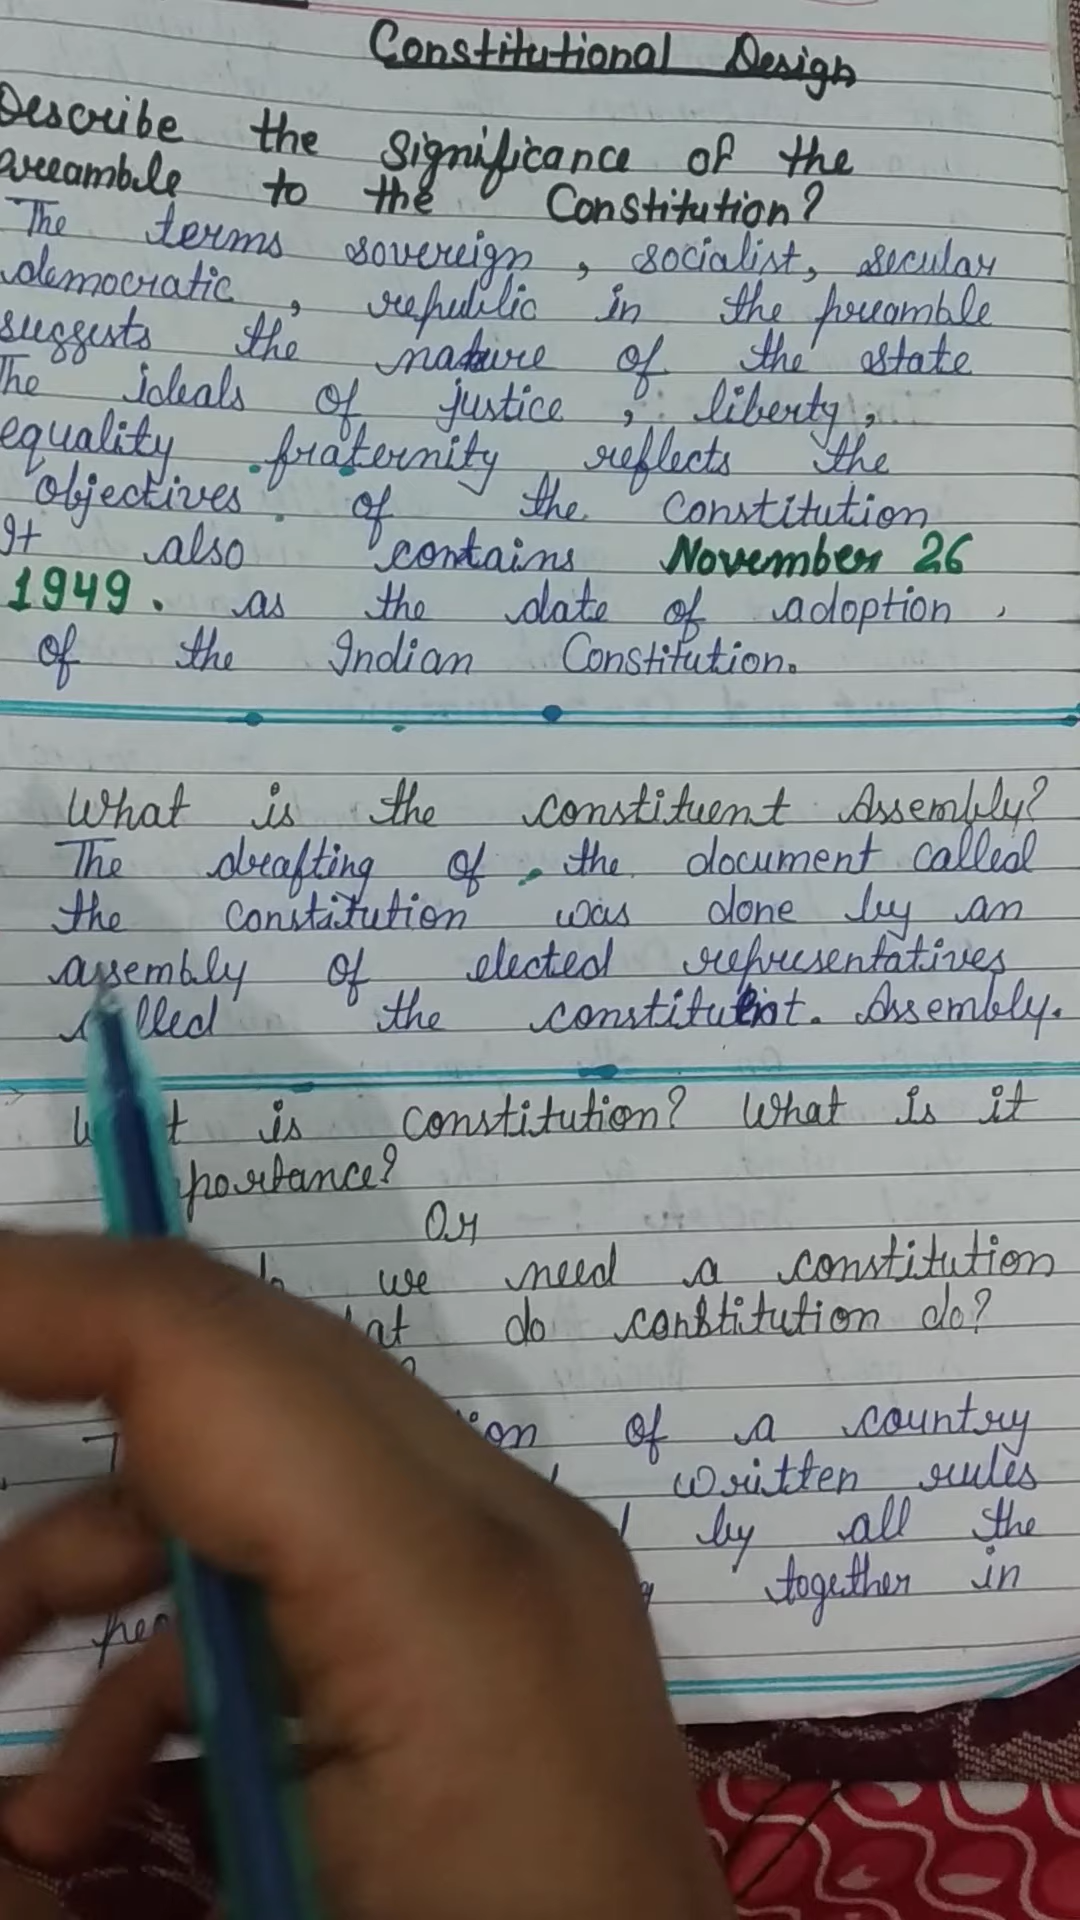 Constitutional Design
Describe the significance of the
preamble to the Constitution?
The terms sovereign, socialist, secular
democratic, republic in the preamble
suggests the nature of the state
The ideals of justice, liberty,
equality fraternity reflects the
objectives of the constitution
It also contains November 26
1949. as the date of adoption
of the Indian Constitution.
What is the constituent Assembly?
The drafting of the document called
the constitution was done by an
assembly of elected representatives
called the constituent. Assembly.
is constitution? What is it
portance?
Or
we need a constitution
hat do constitution do?
of a country
written rules
by all the
together in